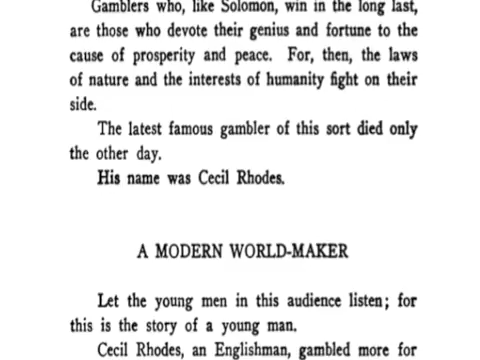 Gamblers who, like Solomon, win in the long last,
are those who devote their genius and fortune to the
cause of prosperity and peace. For, then, the laws
of nature and the interests of humanity fight on their
side.
The latest famous gambler of this sort died only
the other day.
His name was Cecil Rhodes.
A MODERN WORLD-MAKER
Let the young men in this audience listen; for
this is the story of a young man.
Cecil Rhodes, an Englishman, gambled more for